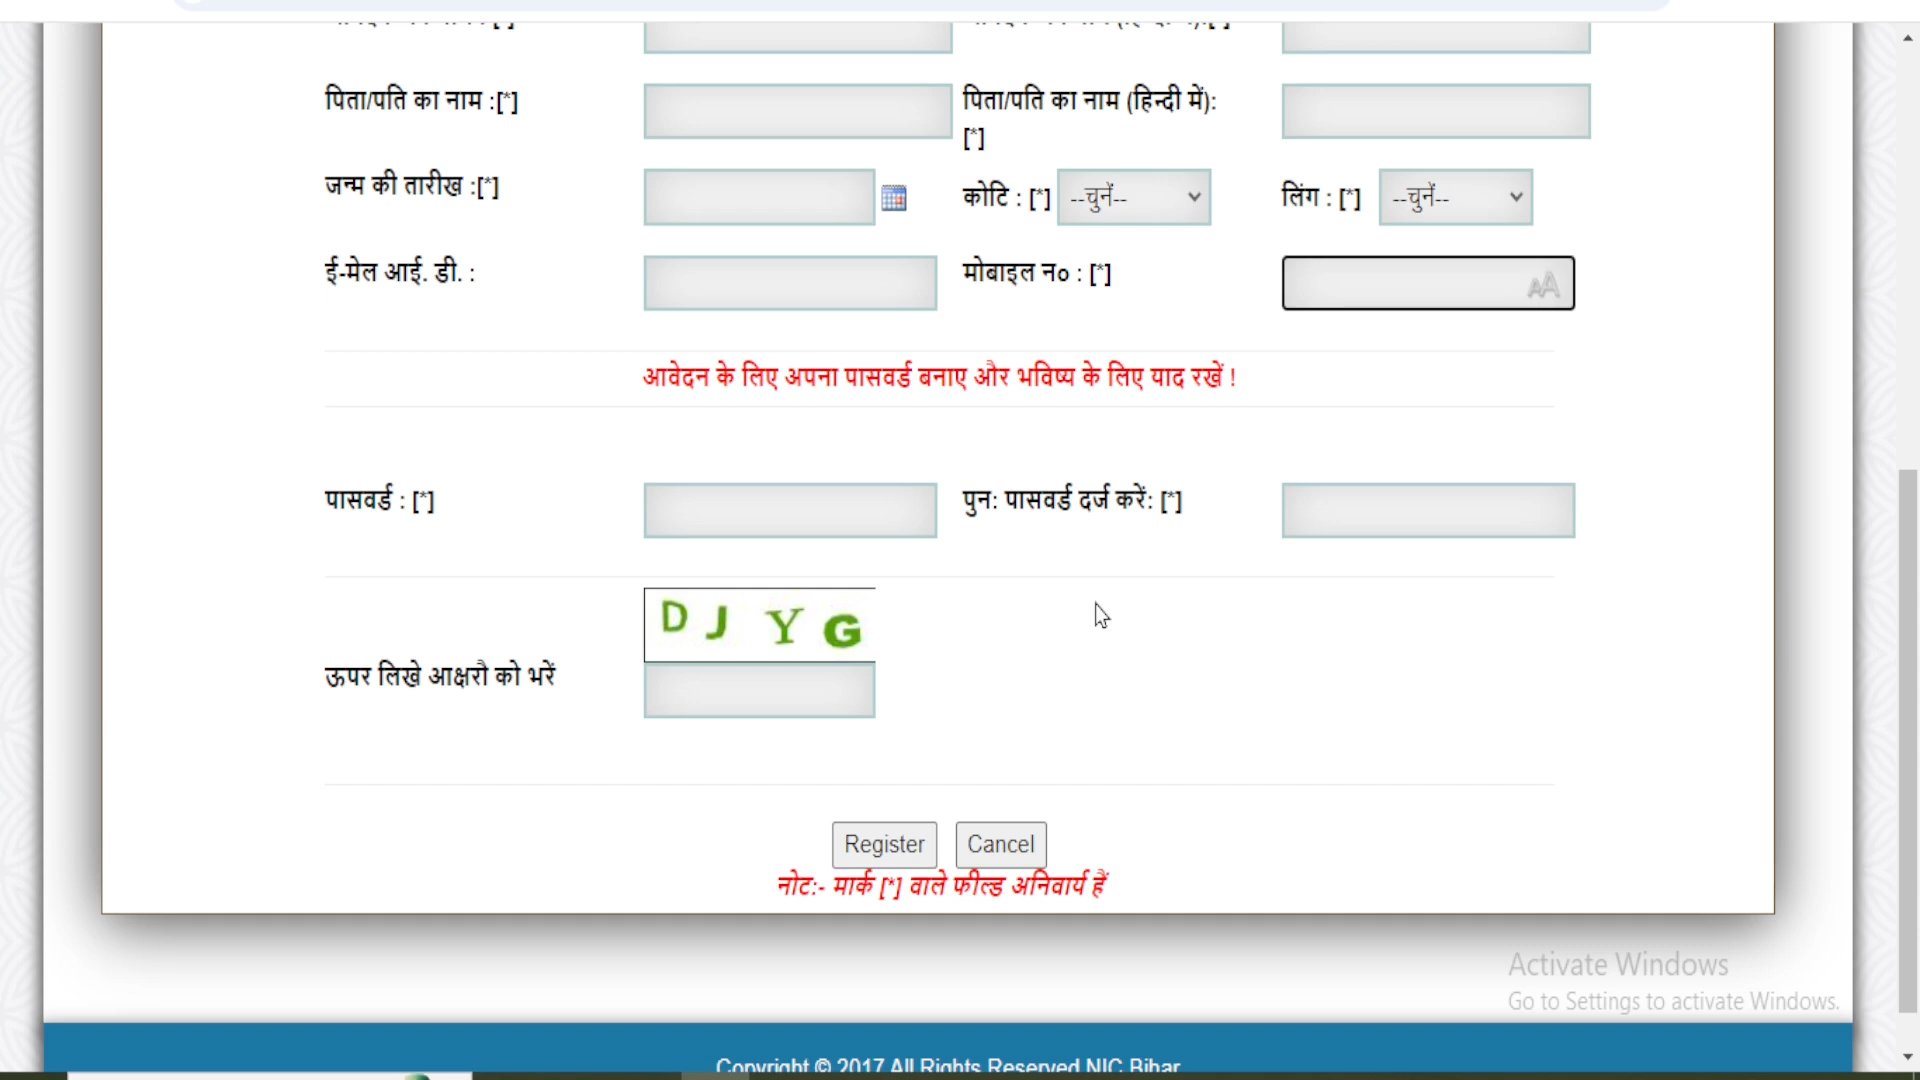 पिता/पति का नाम :[*] पिता/पति का नाम (हिन्दी में):
[*]
जन्म की तारीख :[*] कोटि : [*] --चुनें-- लिंग : [*] --चुनें--
ई-मेल आई. डी. : मोबाइल न० : [*]
आवेदन के लिए अपना पासवर्ड बनाए और भविष्य के लिए याद रखें !
पासवर्ड : [*] पुन: पासवर्ड दर्ज करें: [*]
D J Y G
ऊपर लिखे आक्षरौ को भरें
Register Cancel
नोट:- मार्क [*] वाले फील्ड अनिवार्य हैं
Activate Windows
Go to Settings to activate Windows.
Copyright © 2017 All Rights Reserved NIC Bihar